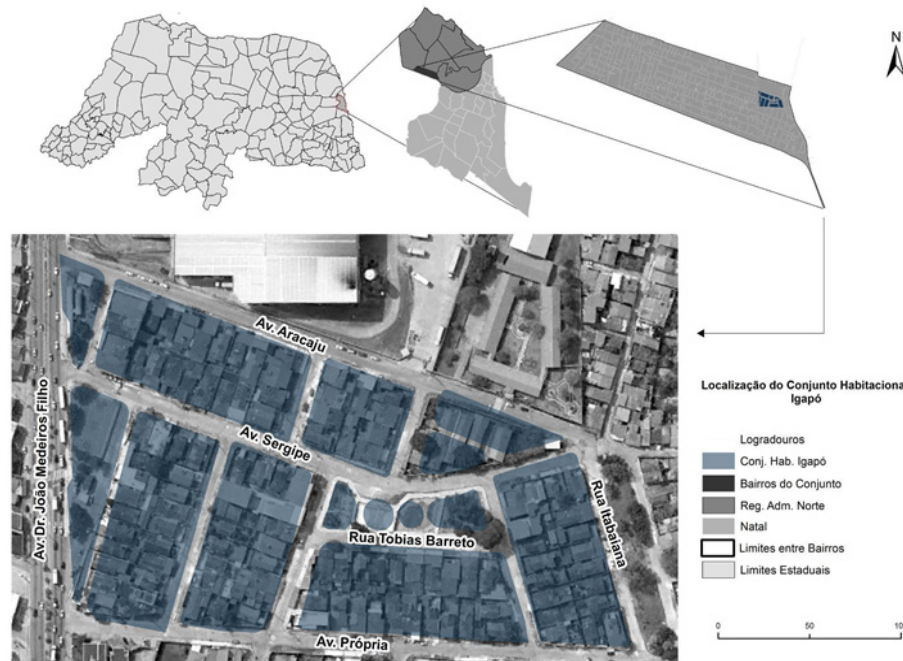 N
Av. Aracaju
Av. Dr. João Medeiros Filho
Av. Sergipe
Rua Itabaiana
Rua Tobias Barreto
Av. Própria
Localização do Conjunto Habitaciona
Igapó
Logradouros
Conj. Hab. Igapó
Bairros do Conjunto
Reg. Adm. Norte
Natal
Limites entre Bairros
Limites Estaduais
0 50 10